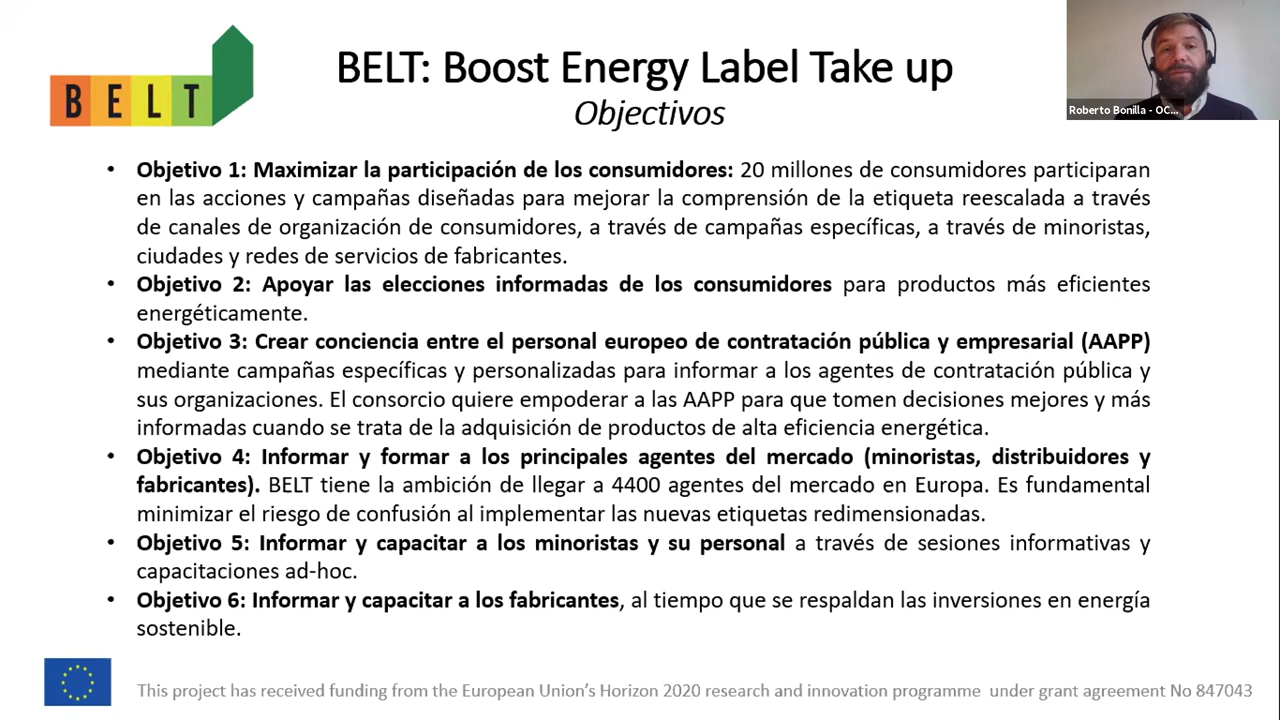 BELT
BELT: Boost Energy Label Take up
Objectivos
Roberto Bonilla - OC...
• Objetivo 1: Maximizar la participación de los consumidores: 20 millones de consumidores participaran
en las acciones y campañas diseñadas para mejorar la comprensión de la etiqueta reescalada a través
de canales de organización de consumidores, a través de campañas específicas, a través de minoristas,
ciudades y redes de servicios de fabricantes.
• Objetivo 2: Apoyar las elecciones informadas de los consumidores para productos más eficientes
energéticamente.
• Objetivo 3: Crear conciencia entre el personal europeo de contratación pública y empresarial (AAPP)
mediante campañas específicas y personalizadas para informar a los agentes de contratación pública y
sus organizaciones. El consorcio quiere empoderar a las AAPP para que tomen decisiones mejores y más
informadas cuando se trata de la adquisición de productos de alta eficiencia energética.
• Objetivo 4: Informar y formar a los principales agentes del mercado (minoristas, distribuidores y
fabricantes). BELT tiene la ambición de llegar a 4400 agentes del mercado en Europa. Es fundamental
minimizar el riesgo de confusión al implementar las nuevas etiquetas redimensionadas.
• Objetivo 5: Informar y capacitar a los minoristas y su personal a través de sesiones informativas y
capacitaciones ad-hoc.
• Objetivo 6: Informar y capacitar a los fabricantes, al tiempo que se respaldan las inversiones en energía
sostenible.
This project has received funding from the European Union's Horizon 2020 research and innovation programme under grant agreement No 847043